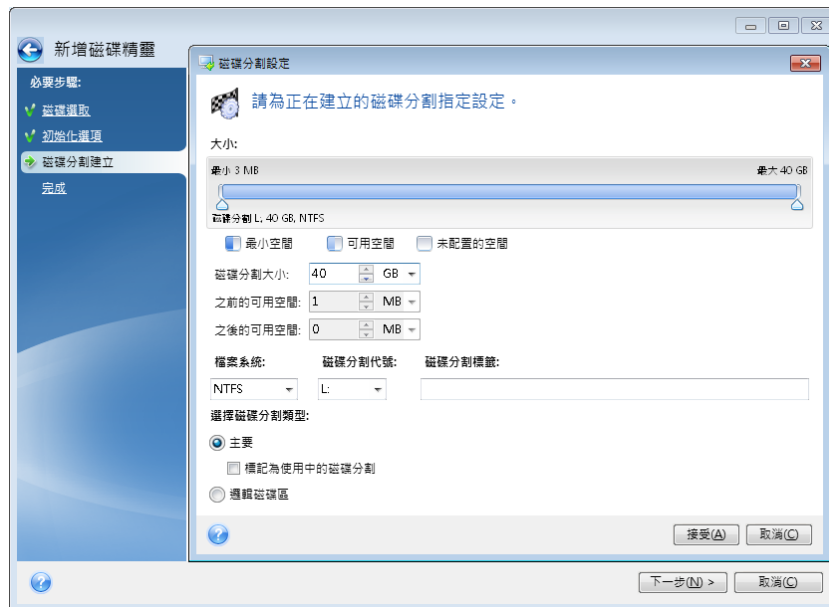 新增磁碟精靈
必要步驟:
磁碟選取
初始化選項
磁碟分割建立
完成
磁碟分割設定
請為正在建立的磁碟分割指定設定。
大小:
最小 3 MB 最大 40 GB
磁碟分割 L:, 40 GB, NTFS
最小空間 可用空間 未配置的空間
磁碟分割大小: 40 GB
之前的可用空間: 1 MB
之後的可用空間: 0 MB
檔案系統: 磁碟分割代號: 磁碟分割標籤:
NTFS L:
選擇磁碟分割類型:
主要
標記為使用中的磁碟分割
邏輯磁碟區
接受(A) 取消(C)
下一步(N) > 取消(C)